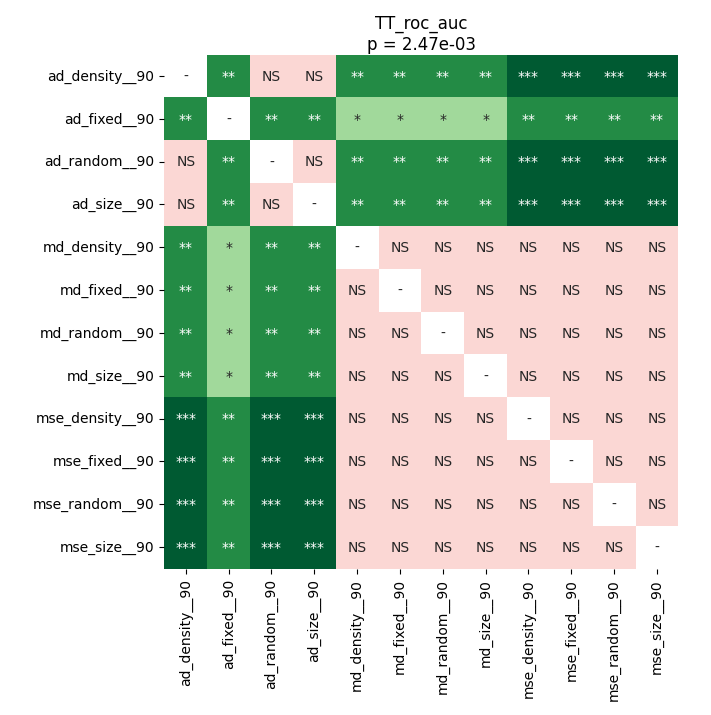 TT_roc_auc
p = 2.47e-03
ad_density__90 - ** NS NS ** ** ** ** *** *** *** ***
ad_fixed__90 ** - ** ** * * * * ** ** ** **
ad_random__90 NS ** - NS ** ** ** ** *** *** *** ***
ad_size__90 NS ** NS - ** ** ** ** *** *** *** ***
md_density__90 ** * ** ** - NS NS NS NS NS NS NS
md_fixed__90 ** * ** ** NS - NS NS NS NS NS NS
md_random__90 ** * ** ** NS NS - NS NS NS NS NS
md_size__90 ** * ** ** NS NS NS - NS NS NS NS
mse_density__90 *** ** *** *** NS NS NS NS - NS NS NS
mse_fixed__90 *** ** *** *** NS NS NS NS NS - NS NS
mse_random__90 *** ** *** *** NS NS NS NS NS NS - NS
mse_size__90 *** ** *** *** NS NS NS NS NS NS NS -
ad_density__90
ad_fixed__90
ad_random__90
ad_size__90
md_density__90
md_fixed__90
md_random__90
md_size__90
mse_density__90
mse_fixed__90
mse_random__90
mse_size__90